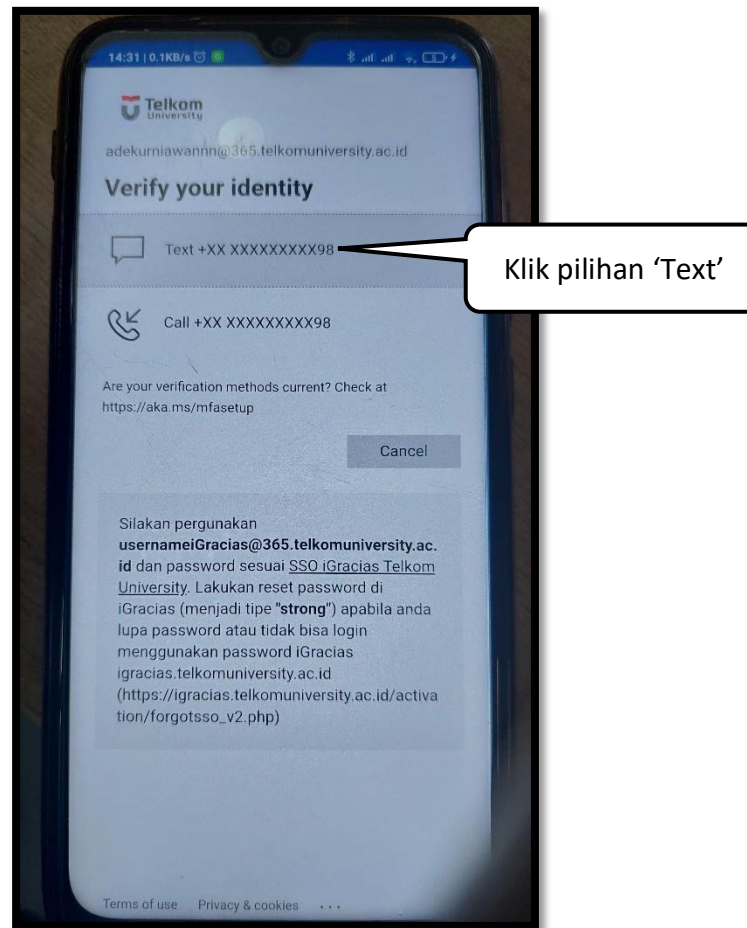 14:31 | 0.1KB/s
5
Telkom
University
adekurniawannn@365.telkomuniversity.ac.id
Verify your identity
Text +XX XXXXXXXXX98
Klik pilihan ‘Text’
Call +XX XXXXXXXXX98
Are your verification methods current? Check at
https://aka.ms/mfasetup
Cancel
Silakan pergunakan
usernameiGracias@365.telkomuniversity.ac.
id dan password sesuai SSO iGracias Telkom
University. Lakukan reset password di
iGracias (menjadi tipe "strong") apabila anda
lupa password atau tidak bisa login
menggunakan password iGracias
igracias.telkomuniversity.ac.id
(https://igracias.telkomuniversity.ac.id/activa
tion/forgotsso_v2.php)
Terms of use Privacy & cookies ...